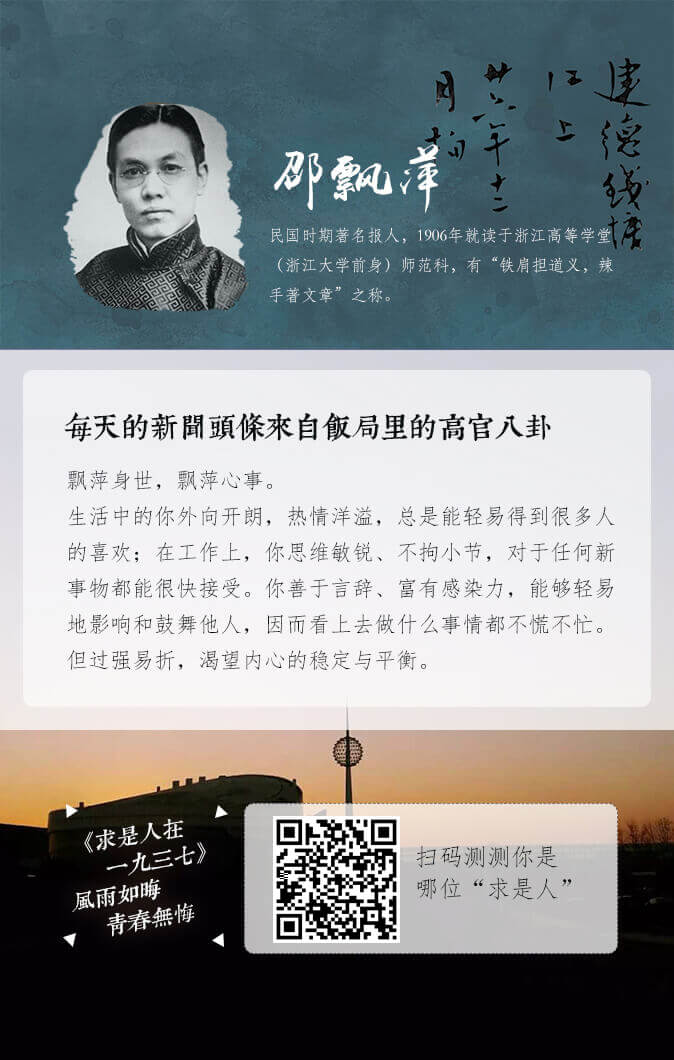 建德钱塘
江上
廿六年十二
月拍
邵飘萍
民国时期著名报人，1906年就读于浙江高等学堂
（浙江大学前身）师范科，有“铁肩担道义，辣
手著文章”之称。
每天的新聞頭條來自飯局里的高官八卦
飘萍身世，飘萍心事。
生活中的你外向开朗，热情洋溢，总是能轻易得到很多人
的喜欢；在工作上，你思维敏锐、不拘小节，对于任何新
事物都能很快接受。你善于言辞、富有感染力，能够轻易
地影响和鼓舞他人，因而看上去做什么事情都不慌不忙。
但过强易折，渴望内心的稳定与平衡。
《求是人在
一九三七》
風雨如晦
青春無悔
扫码测测你是
哪位“求是人”